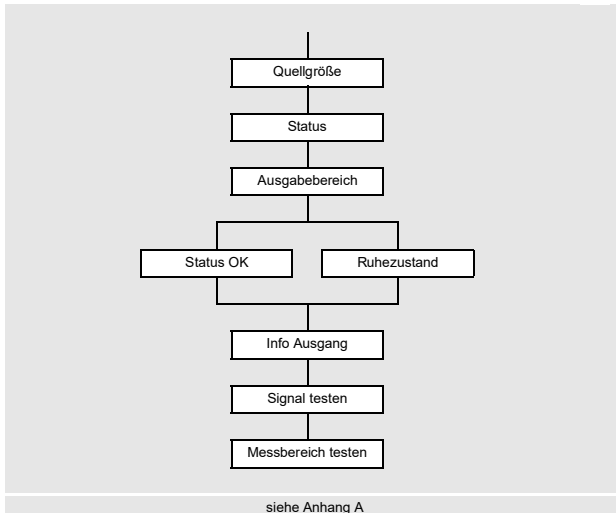 Quellgröße
Status
Ausgabebereich
Status OK
Ruhezustand
Info Ausgang
Signal testen
Messbereich testen
siehe Anhang A